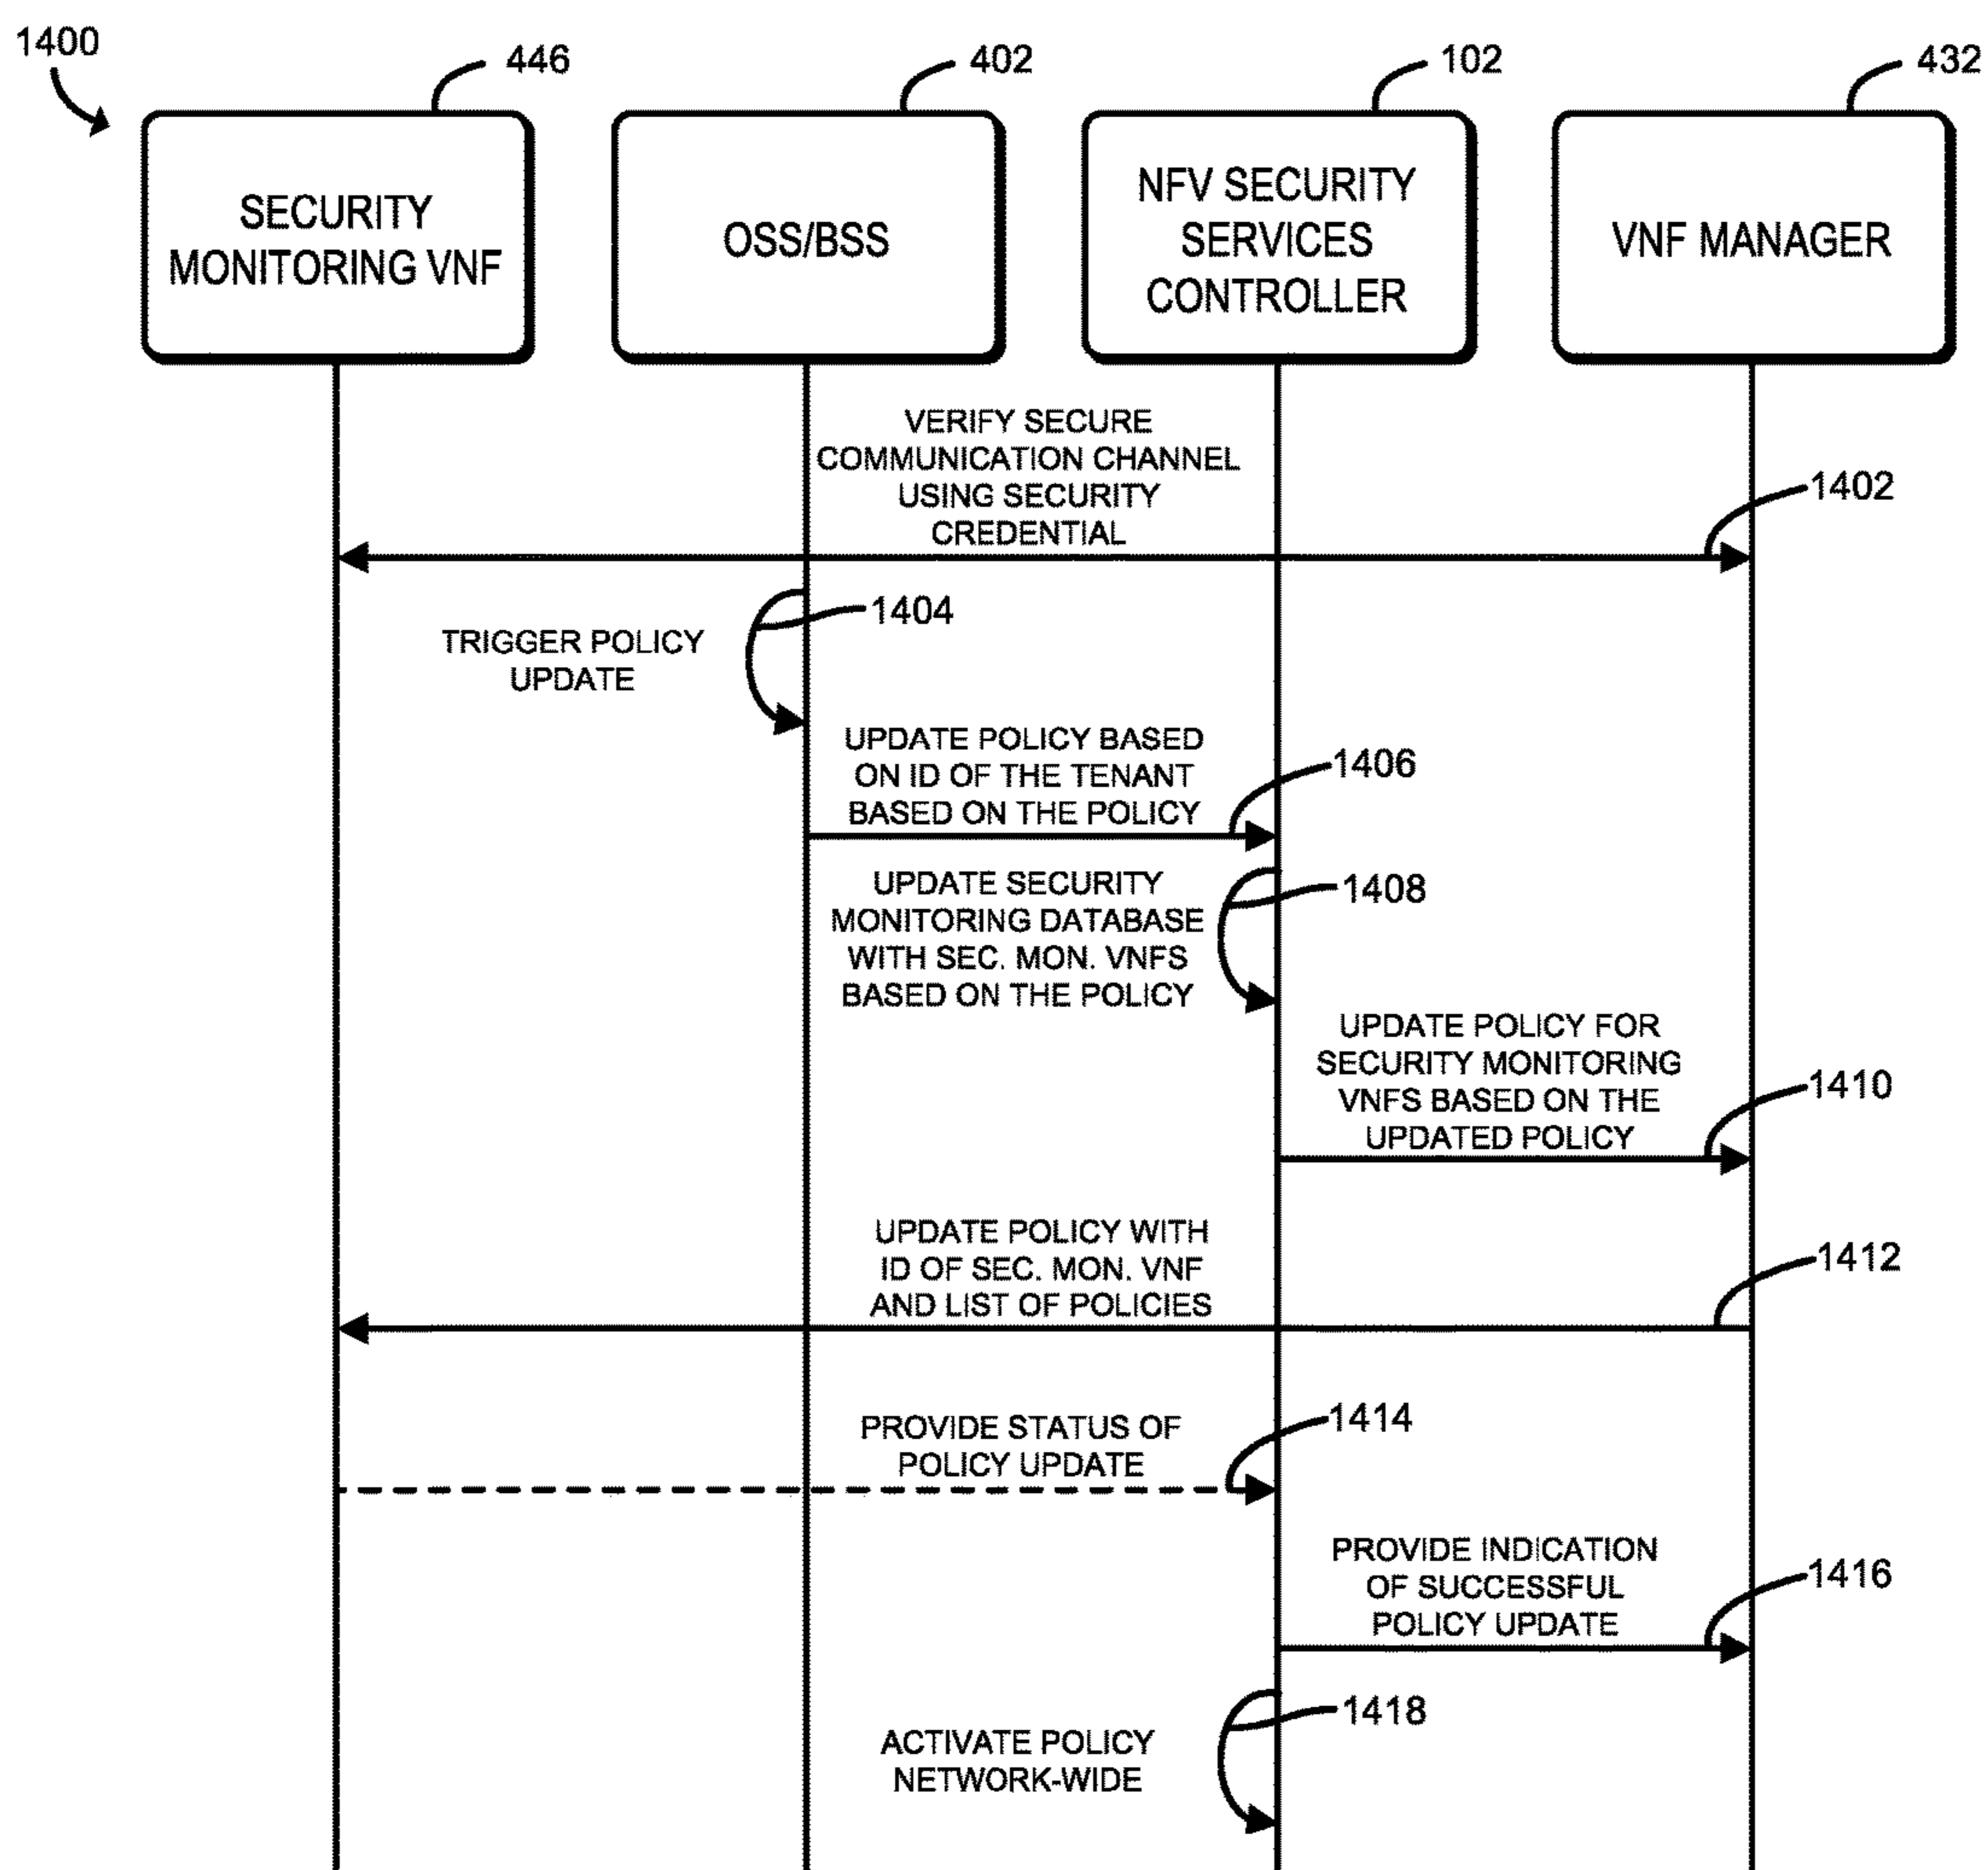 1400
446
402
102
432
SECURITY
MONITORING VNF
OSS/BSS
NFV SECURITY
SERVICES
CONTROLLER
VNF MANAGER
VERIFY SECURE
COMMUNICATION CHANNEL
USING SECURITY
CREDENTIAL
1402
1404
TRIGGER POLICY
UPDATE
UPDATE POLICY BASED
ON ID OF THE TENANT
BASED ON THE POLICY
1406
UPDATE SECURITY
MONITORING DATABASE
WITH SEC. MON. VNFS
BASED ON THE POLICY
1408
UPDATE POLICY FOR
SECURITY MONITORING
VNFS BASED ON THE
UPDATED POLICY
1410
UPDATE POLICY WITH
ID OF SEC. MON. VNF
AND LIST OF POLICIES
1412
PROVIDE STATUS OF
POLICY UPDATE
1414
PROVIDE INDICATION
OF SUCCESSFUL
POLICY UPDATE
1416
ACTIVATE POLICY
NETWORK-WIDE
1418